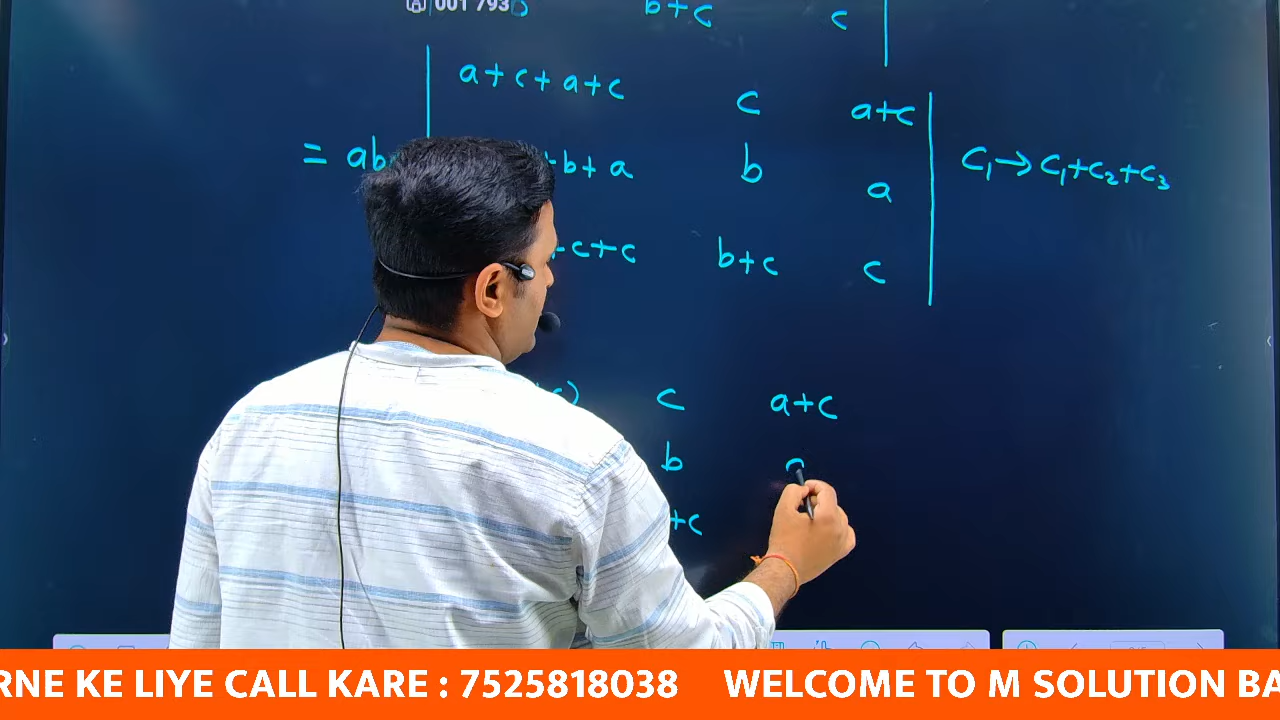 001 793
b+c c
a+c+a+c c a+c
= ab +b+a b a C₁→C₁+C₂+C₃
-c+c b+c c
c) c a+c
b
+c
RNE KE LIYE CALL KARE : 7525818038 WELCOME TO M SOLUTION BA